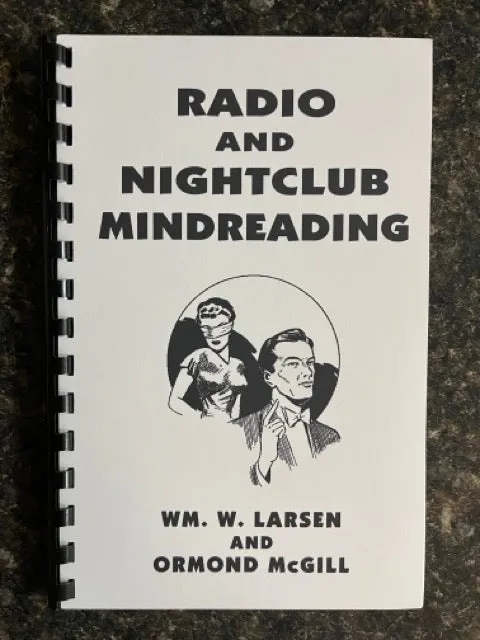 RADIO
AND
NIGHTCLUB
MINDREADING
WM. W. LARSEN
AND
ORMOND McGILL